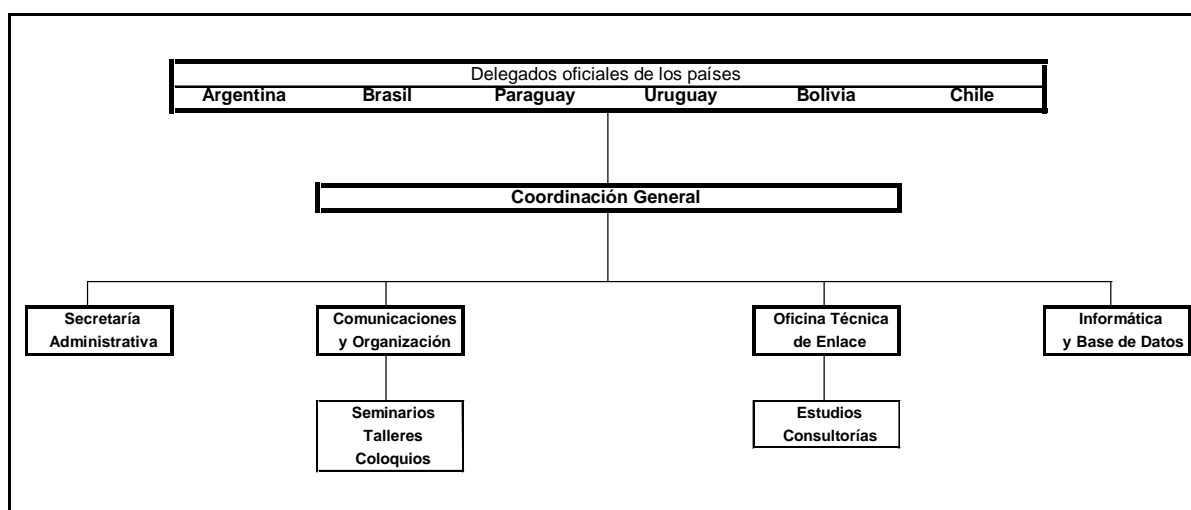 Delegados oficiales de los países
Argentina Brasil Paraguay Uruguay Bolivia Chile
Coordinación General
Secretaría
Administrativa
Comunicaciones
y Organización
Oficina Técnica
de Enlace
Informática
y Base de Datos
Seminarios
Talleres
Coloquios
Estudios
Consultorías